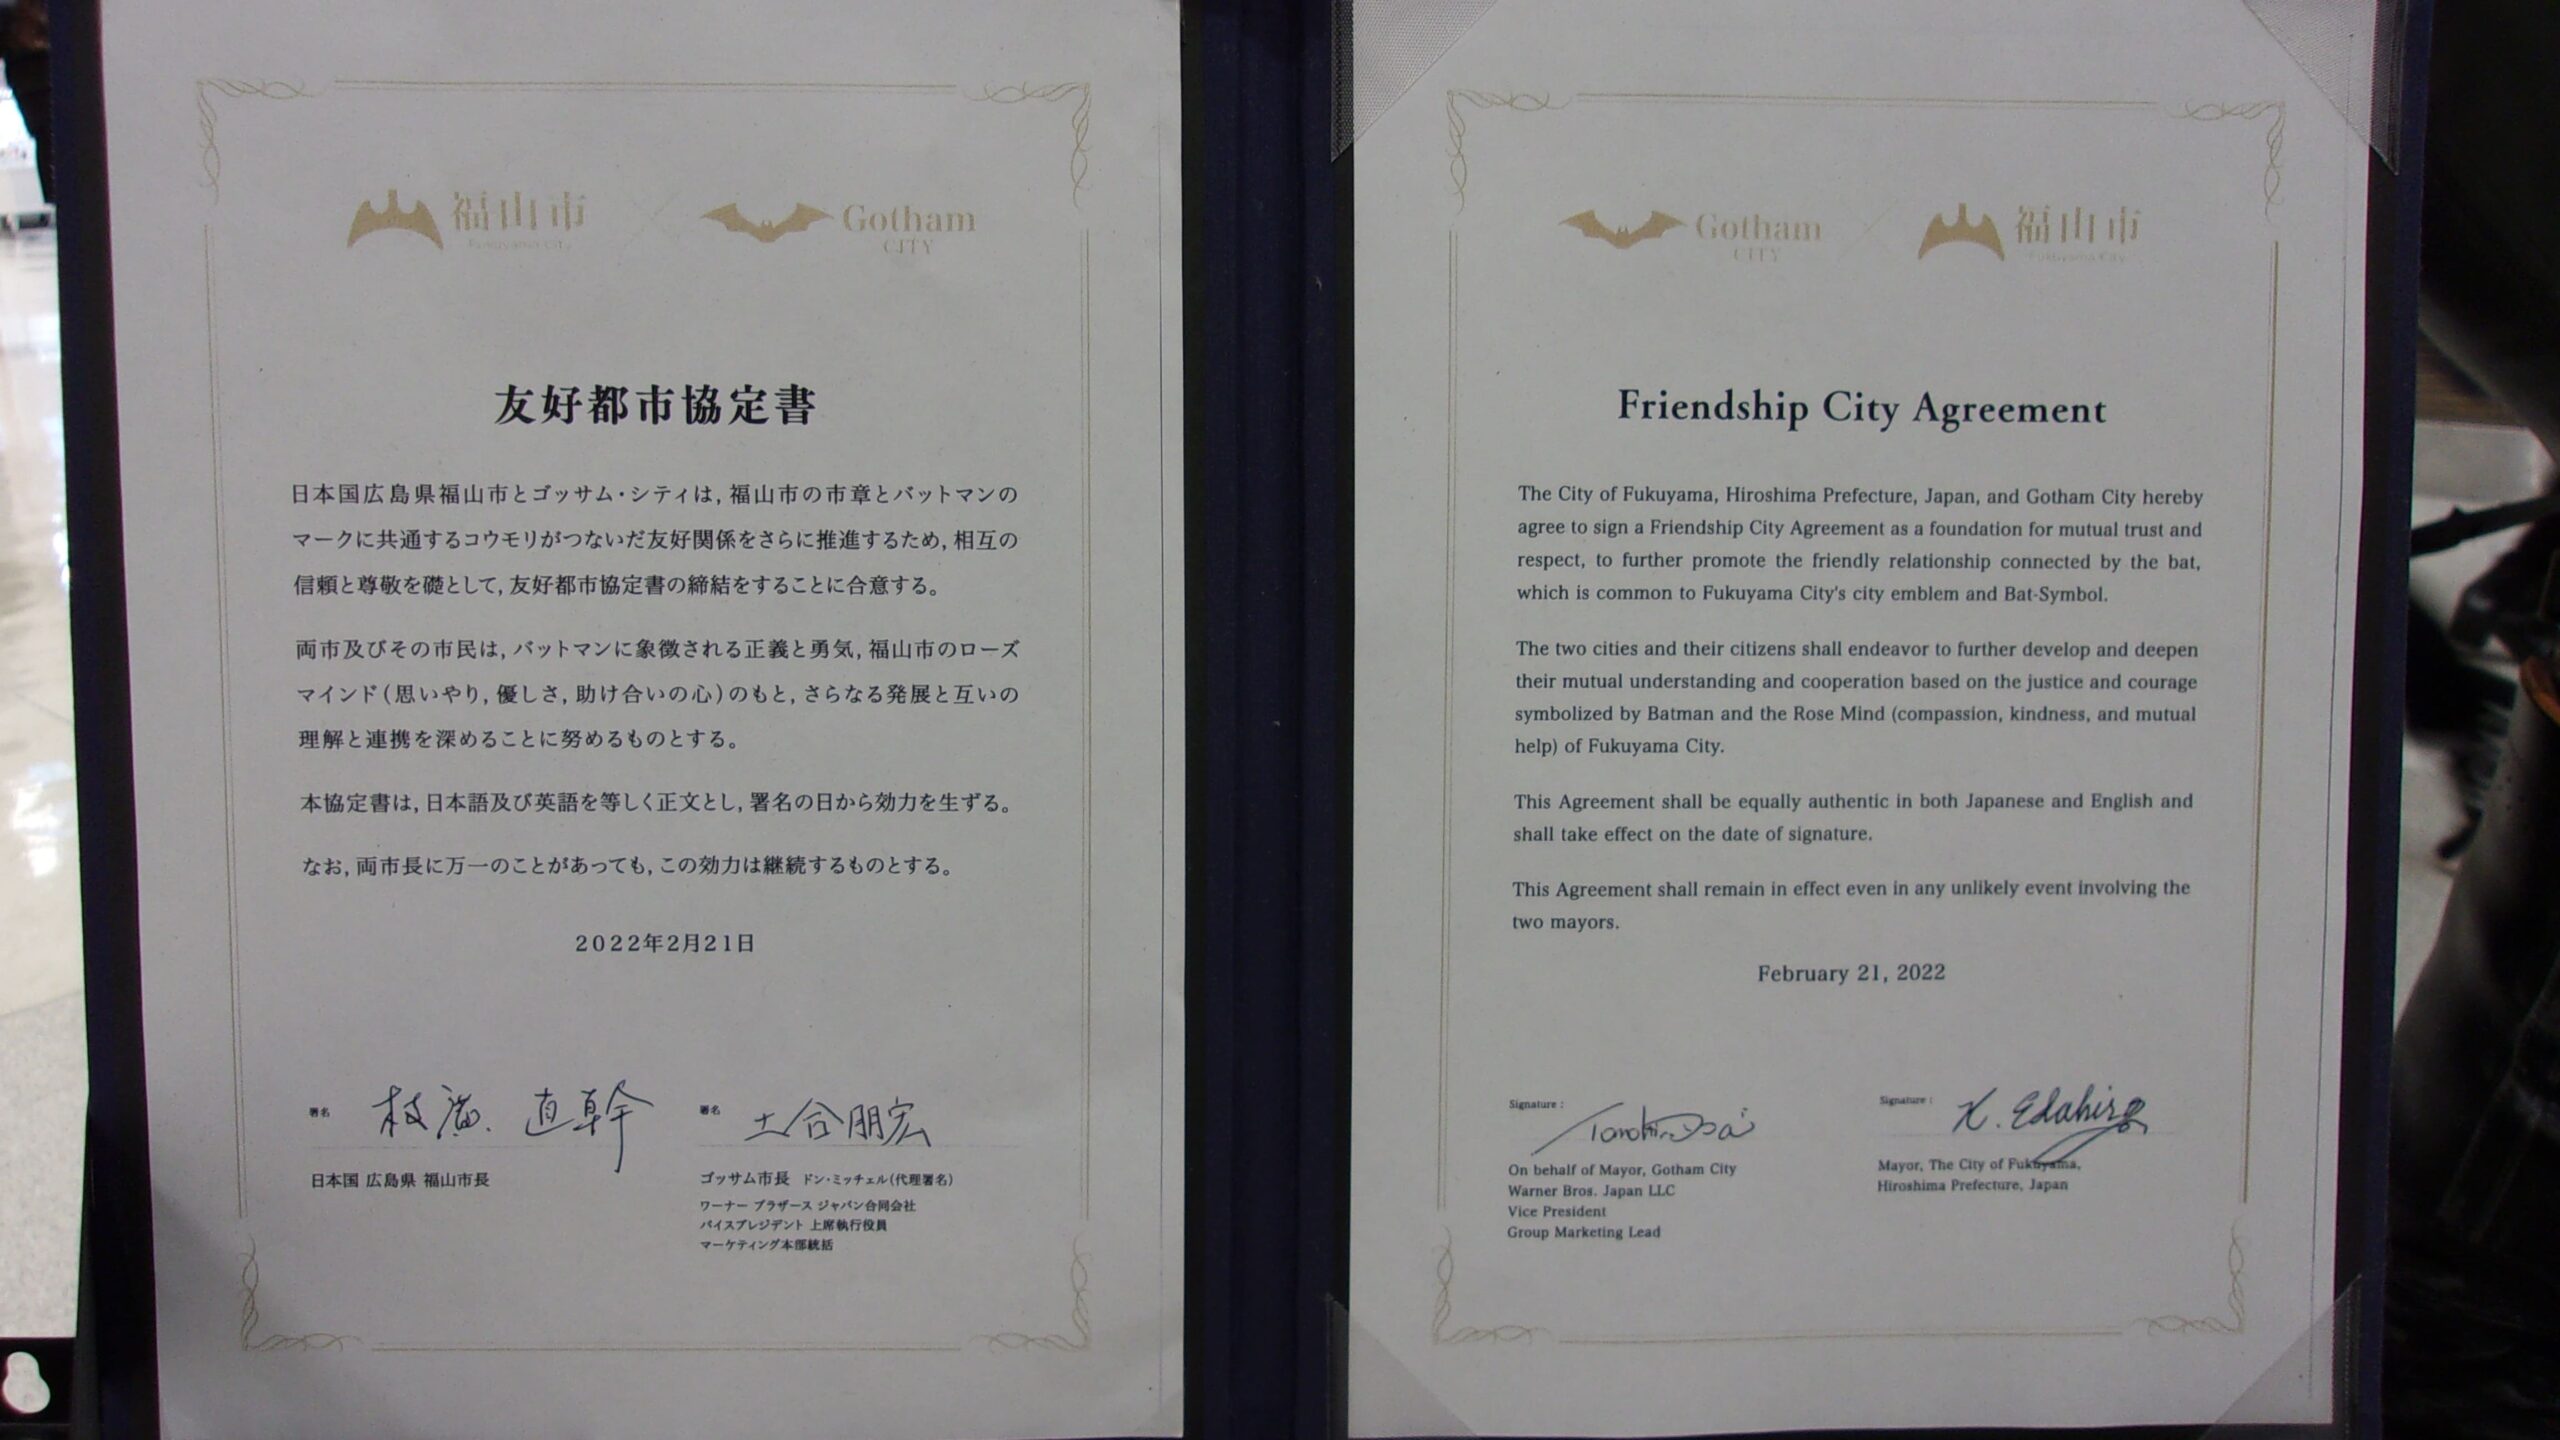 福山市
Fukuyama City
Gotham
CITY
友好都市協定書
日本国広島県福山市とゴッサム・シティは, 福山市の市章とバットマンの
マークに共通するコウモリがつないだ友好関係をさらに推進するため, 相互の
信頼と尊敬を礎として, 友好都市協定書の締結をすることに合意する。
両市及びその市民は, バットマンに象徴される正義と勇気, 福山市のローズ
マインド(思いやり, 優しさ, 助け合いの心)のもと, さらなる発展と互いの
理解と連携を深めることに努めるものとする。
本協定書は, 日本語及び英語を等しく正文とし, 署名の日から効力を生ずる。
なお, 両市長に万一のことがあっても, この効力は継続するものとする。
2022年2月21日
署名 枝廣 直幹
日本国 広島県 福山市長
署名 土合朋宏
ゴッサム市長 ドン・ミッチェル(代理署名)
ワーナー ブラザース ジャパン合同会社
バイスプレジデント 上席執行役員
マーケティング本部統括
Gotham
CITY
福山市
Fukuyama City
Friendship City Agreement
The City of Fukuyama, Hiroshima Prefecture, Japan, and Gotham City hereby
agree to sign a Friendship City Agreement as a foundation for mutual trust and
respect, to further promote the friendly relationship connected by the bat,
which is common to Fukuyama City's city emblem and Bat-Symbol.
The two cities and their citizens shall endeavor to further develop and deepen
their mutual understanding and cooperation based on the justice and courage
symbolized by Batman and the Rose Mind (compassion, kindness, and mutual
help) of Fukuyama City.
This Agreement shall be equally authentic in both Japanese and English and
shall take effect on the date of signature.
This Agreement shall remain in effect even in any unlikely event involving the
two mayors.
February 21, 2022
Signature :
On behalf of Mayor, Gotham City
Warner Bros. Japan LLC
Vice President
Group Marketing Lead
Signature : K. Edahiro
Mayor, The City of Fukuyama,
Hiroshima Prefecture, Japan